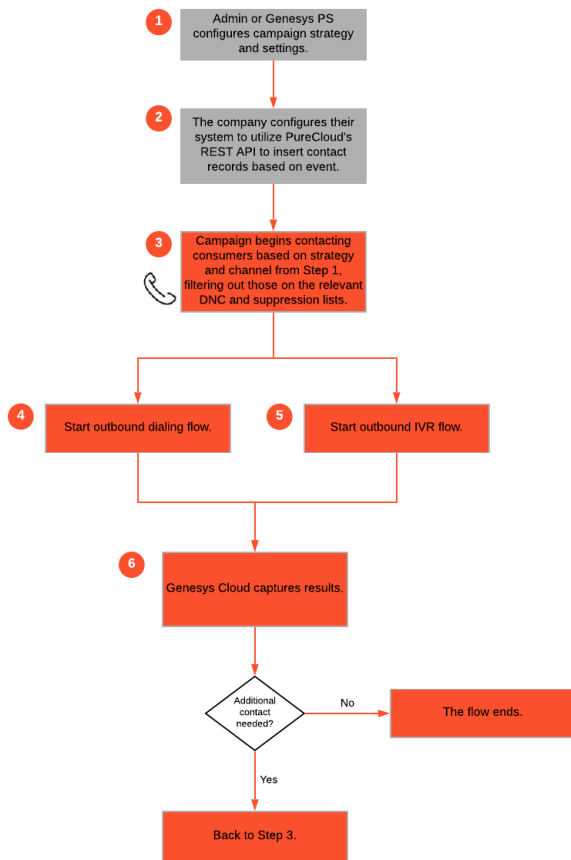 1
Admin or Genesys PS
configures campaign strategy
and settings.
2
The company configures their
system to utilize PureCloud's
REST API to insert contact
records based on event.
3
Campaign begins contacting
consumers based on strategy
and channel from Step 1,
filtering out those on the relevant
DNC and suppression lists.
4
Start outbound dialing flow.
5
Start outbound IVR flow.
6
Genesys Cloud captures results.
Additional
contact
needed?
No
The flow ends.
Yes
Back to Step 3.